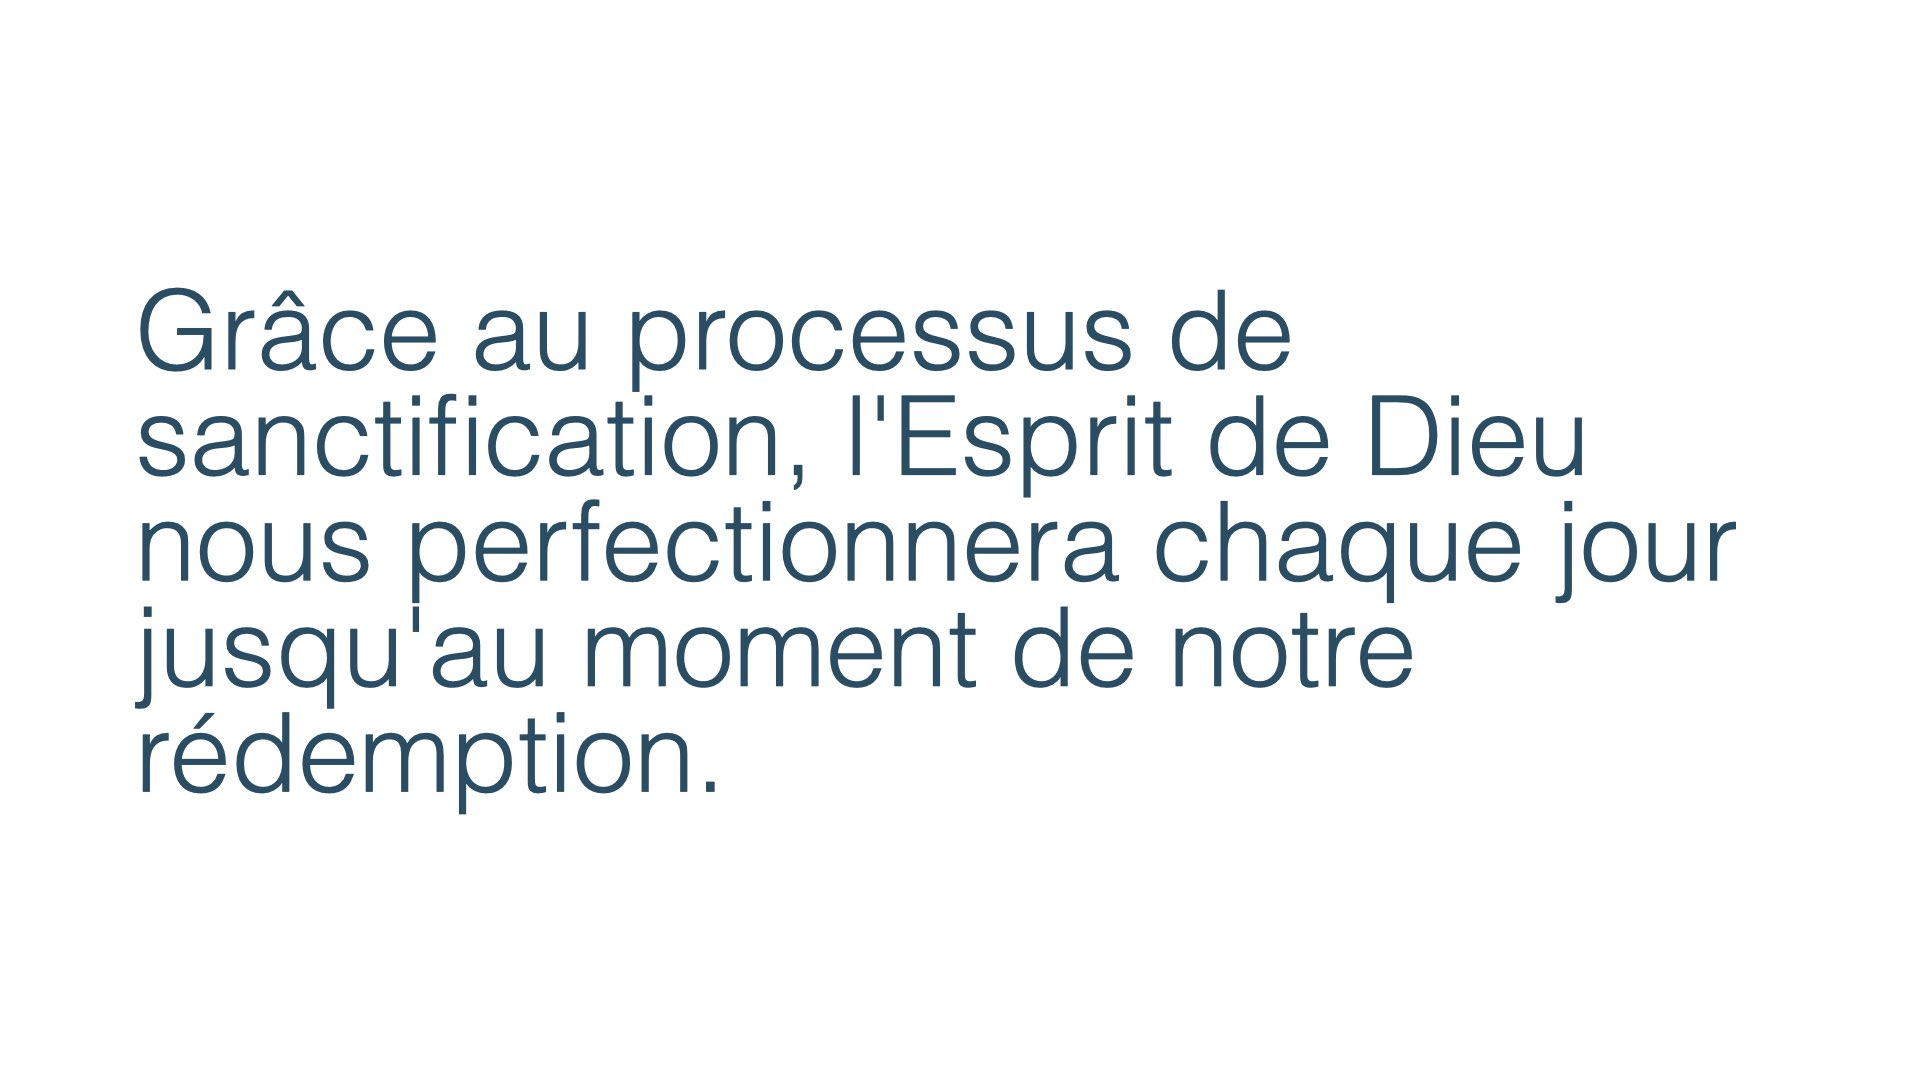 Grâce au processus de
sanctification, l'Esprit de Dieu
nous perfectionnera chaque jour
jusqu'au moment de notre
rédemption.